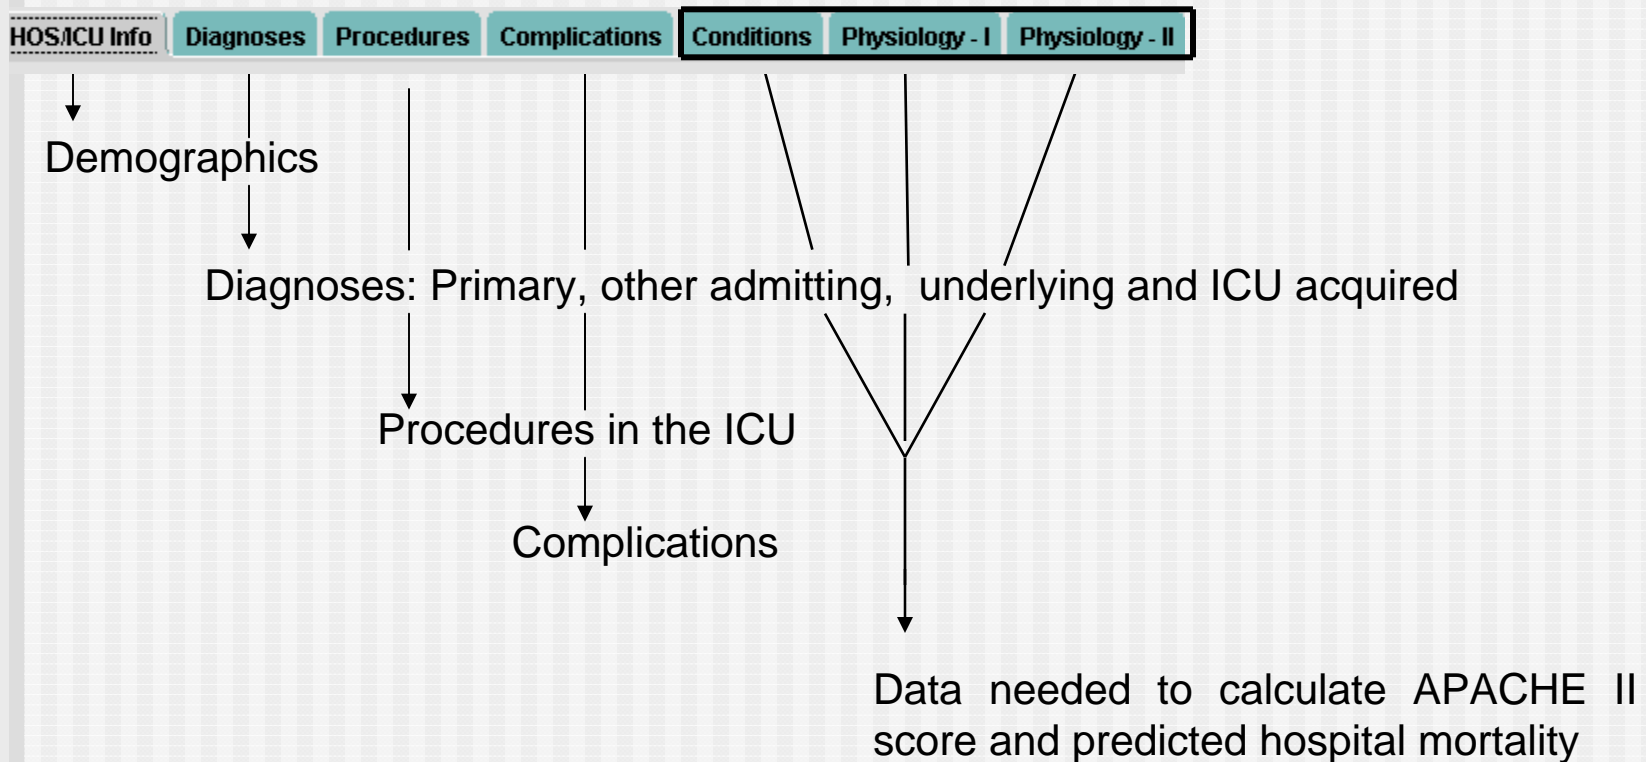 HOS/ICU Info Diagnoses Procedures Complications Conditions Physiology - I Physiology - II
Demographics
Diagnoses: Primary, other admitting, underlying and ICU acquired
Procedures in the ICU
Complications
Data needed to calculate APACHE II
score and predicted hospital mortality